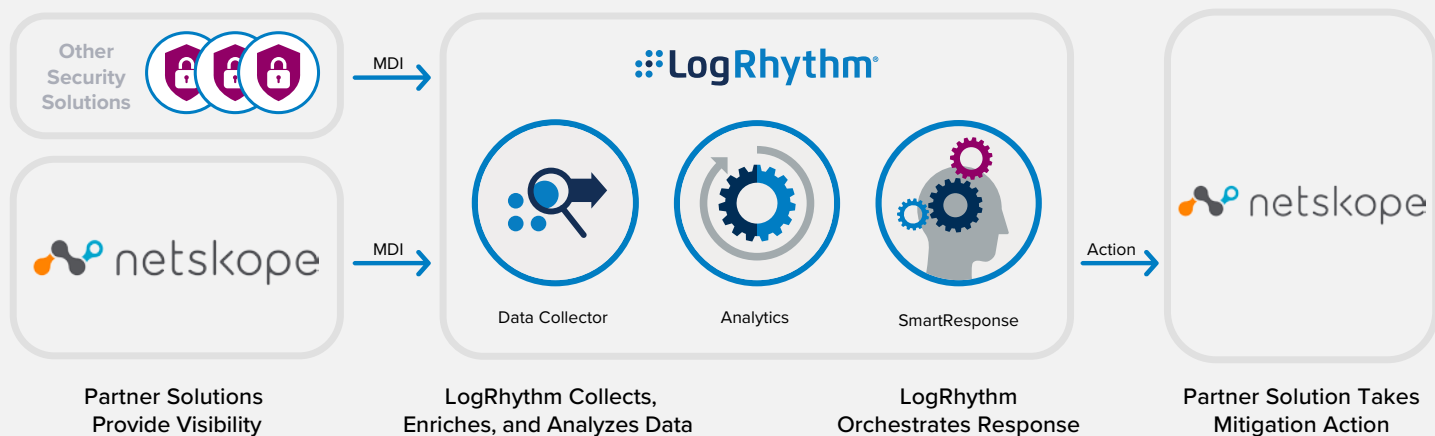 Other
Security
Solutions
MDI
LogRhythm®
netskope
MDI
Data Collector
Analytics
SmartResponse
Action
netskope
Partner Solutions
Provide Visibility
LogRhythm Collects,
Enriches, and Analyzes Data
LogRhythm
Orchestrates Response
Partner Solution Takes
Mitigation Action